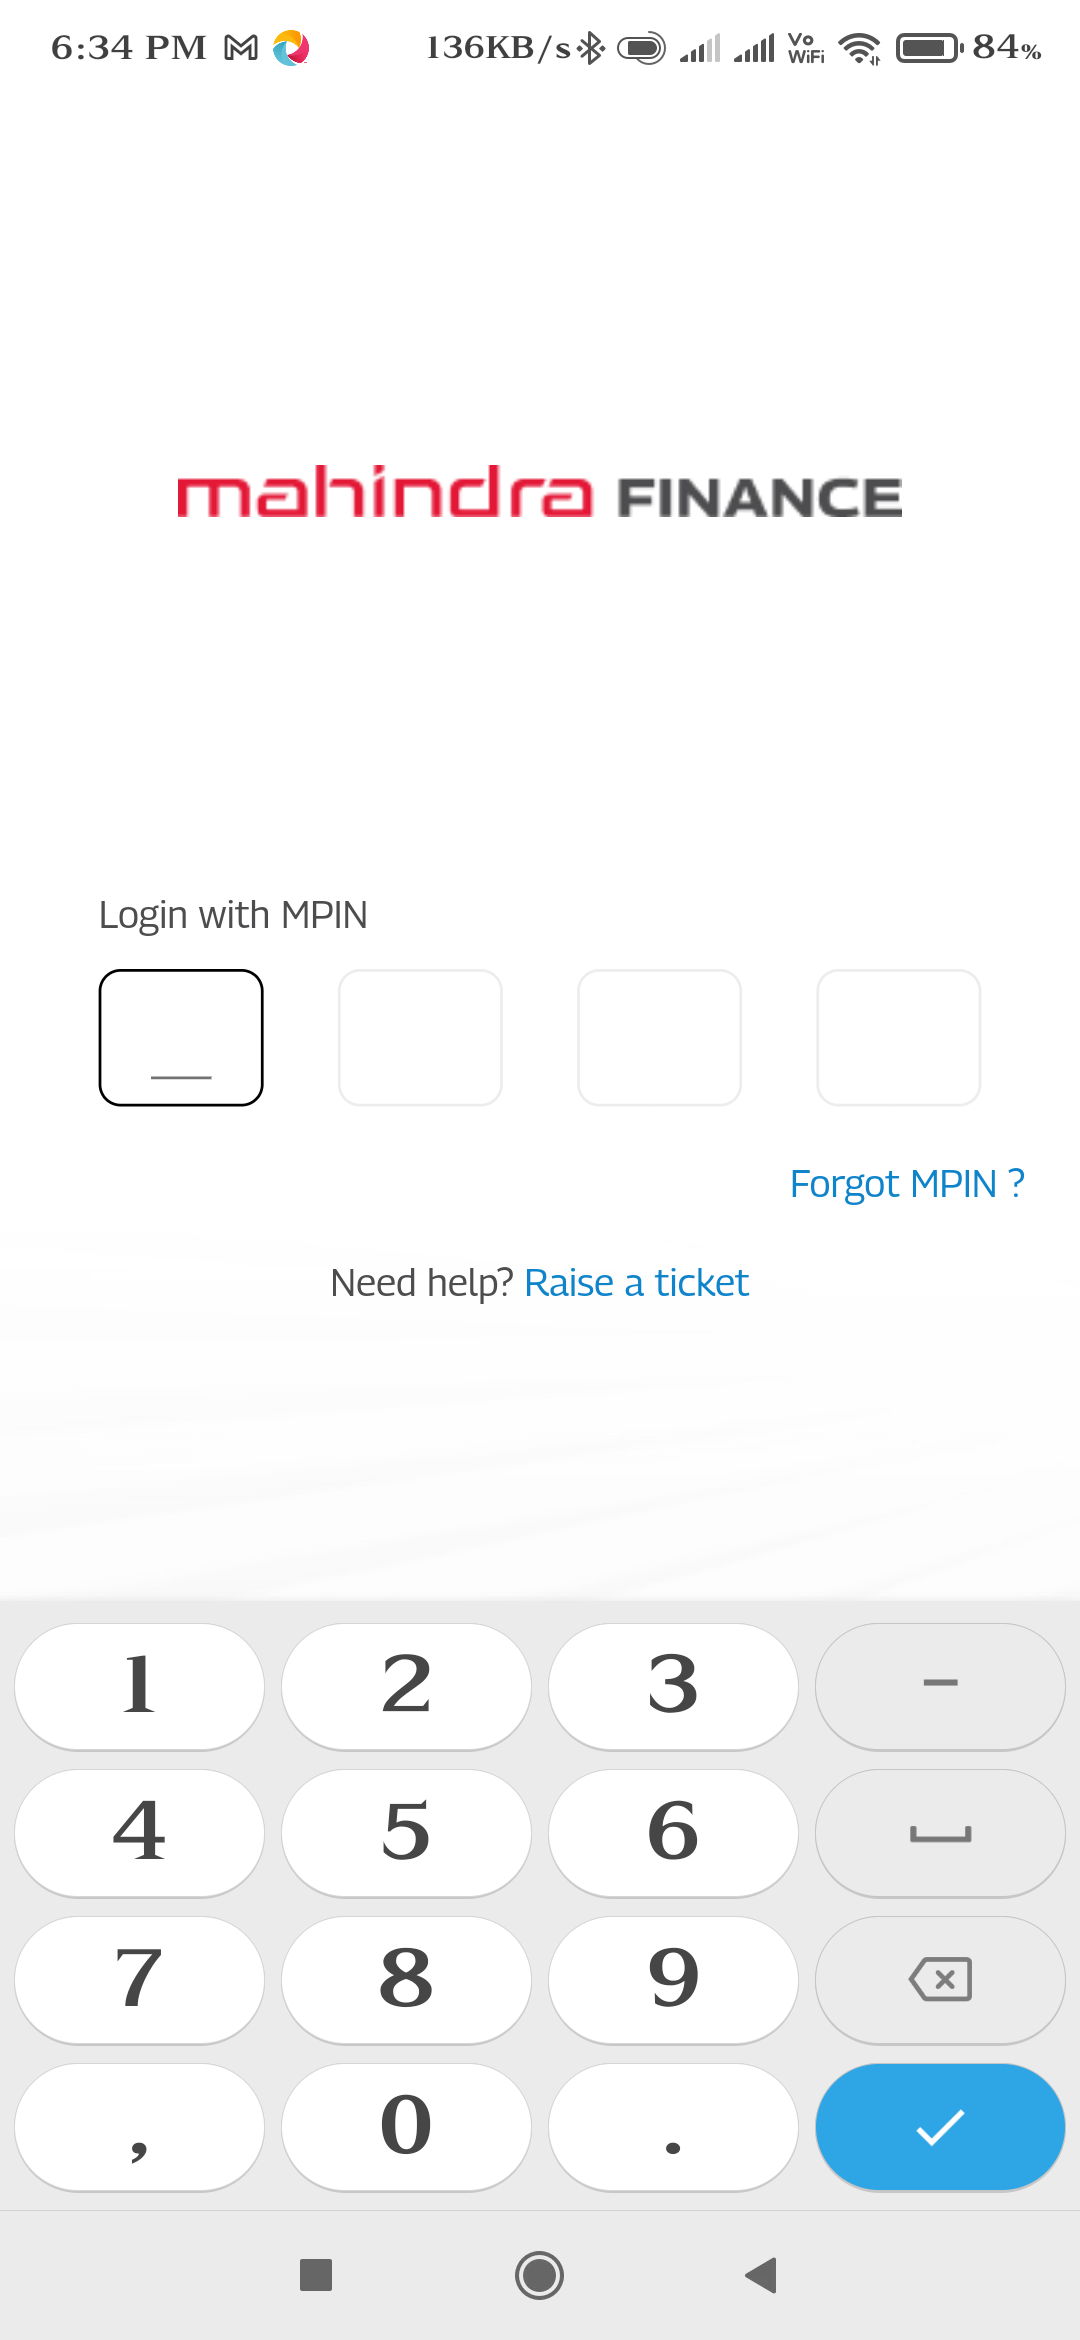 6:34 PM 136KB/s Vo WiFi 84%
mahindra FINANCE
Login with MPIN
Forgot MPIN ?
Need help? Raise a ticket
1 2 3 -
4 5 6
7 8 9
, 0 .